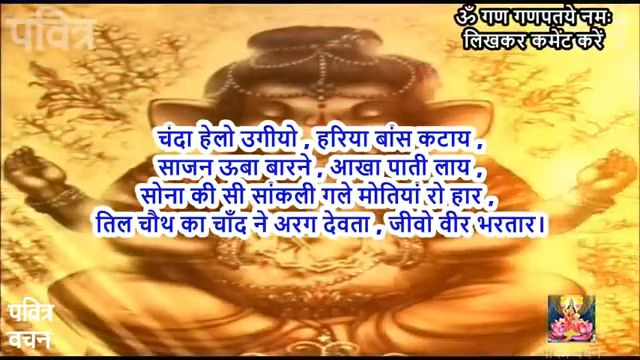 पवित्र
ॐ गण गणपतये नमः
लिखकर कमेंट करें
चंदा हेलो उगीयो , हरिया बांस कटाय ,
साजन ऊबा बारने , आखा पाती लाय ,
सोना की सी सांकली गले मोतियां रो हार ,
तिल चौथ का चाँद ने अरग देवता , जीवो वीर भरतार।
पवित्र
वचन